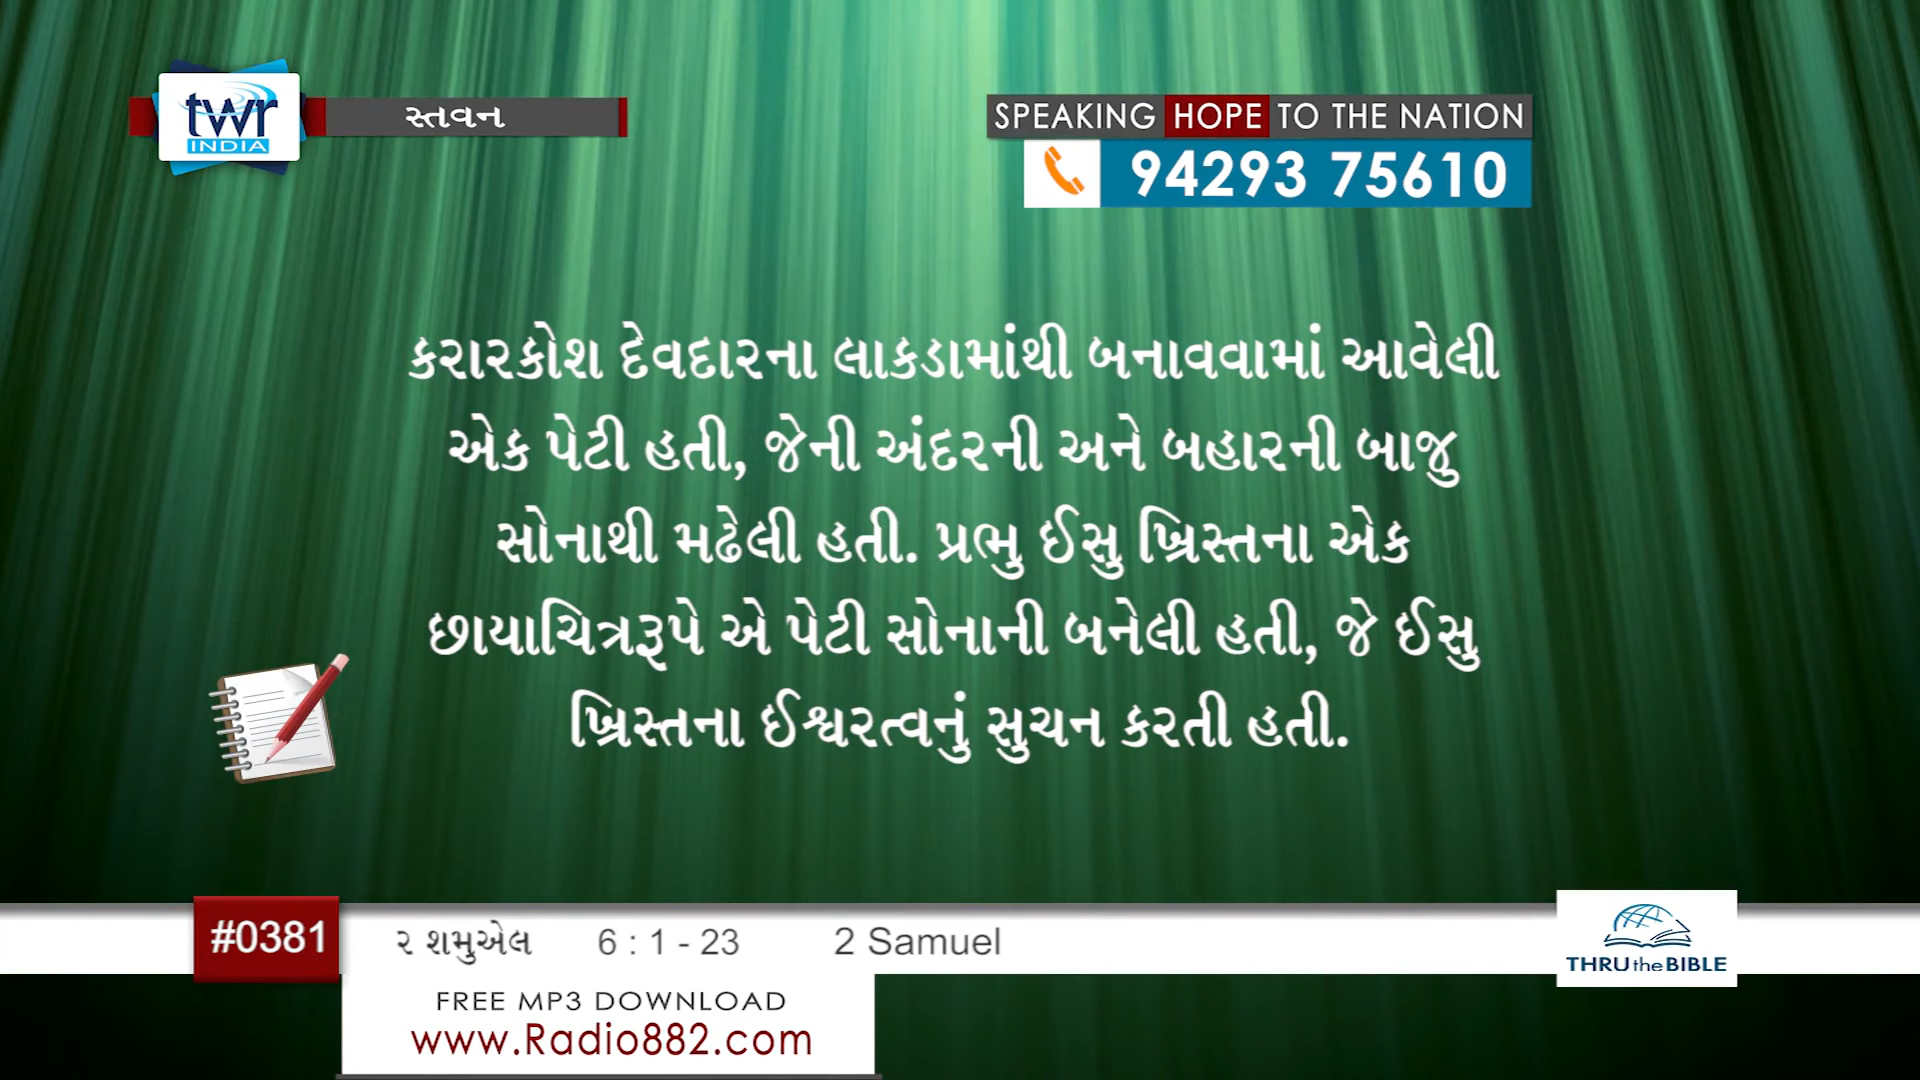 twr
INDIA
સ્તવન
SPEAKING HOPE TO THE NATION
94293 75610
કરારકોશ દેવદારના લાકડામાંથી બનાવવામાં આવેલી
એક પેટી હતી, જેની અંદરની અને બહારની બાજુ
સોનાથી મઢેલી હતી. પ્રભુ ઈસુ ખ્રિસ્તના એક
છાયાચિત્રરૂપે એ પેટી સોનાની બનેલી હતી, જે ઈસુ
ખ્રિસ્તના ઈશ્વરત્વનું સુચન કરતી હતી.
#0381 ૨ શમુએલ 6 : 1 - 23 2 Samuel
THRU the BIBLE
FREE MP3 DOWNLOAD
www.Radio882.com